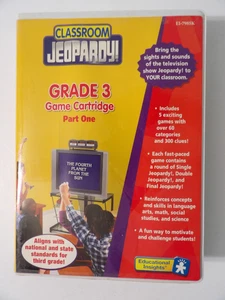 EI-7905X
CLASSROOM
JEOPARDY!
GRADE 3
Game Cartridge
Part One
Bring the
sights and sounds of
the television
show Jeopardy! to
YOUR classroom.
• Includes
5 exciting
games with
over 60
categories
and 300 clues!
• Each fast-paced
game contains
a round of Single
Jeopardy!, Double
Jeopardy!, and
Final Jeopardy!
• Reinforces concepts
and skills in language
arts, math, social
studies, and science
• A fun way to motivate
and challenge students!
THE FOURTH
PLANET
FROM THE
SUN
Aligns with
national and state
standards for
third grade!
Educational
Insights